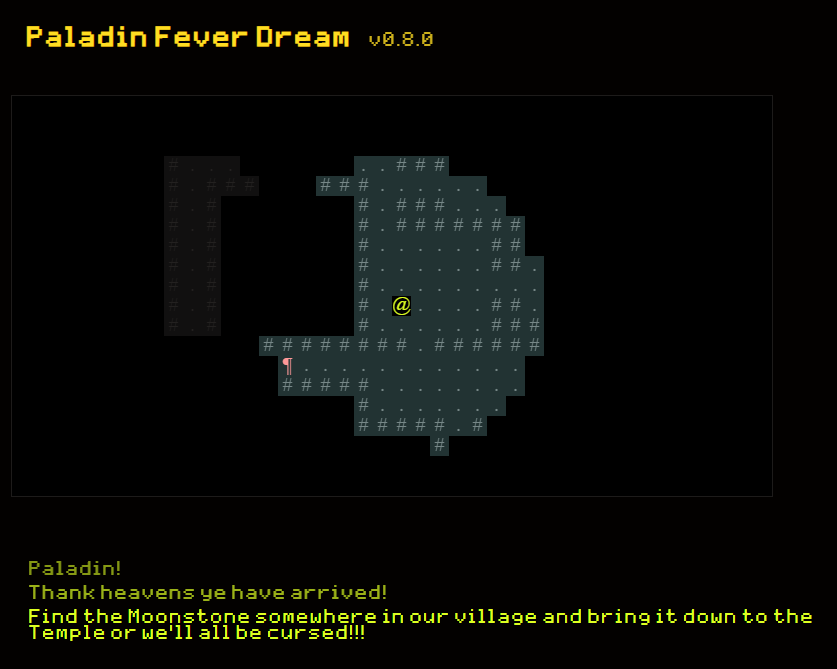 Paladin Fever Dream v0.8.0
# . . . . . # # #
# . # # # # # # . . . . . .
# . # # . # # # . . .
# . # # . # # # # # # #
# . # # . . . . . . # #
# . # # . . . . . . # # .
# . # # . . . . . . . . .
# . # # . @ . . . . # # .
# . # # . . . . . . # # #
# # # # # # # # . # # # # # #
¶ . . . . . . . . . . . .
# # # # # . . . . . . . .
# . . . . . . .
# # # # # . #
#
Paladin!
Thank heavens ye have arrived!
Find the Moonstone somewhere in our village and bring it down to the
Temple or we'll all be cursed!!!